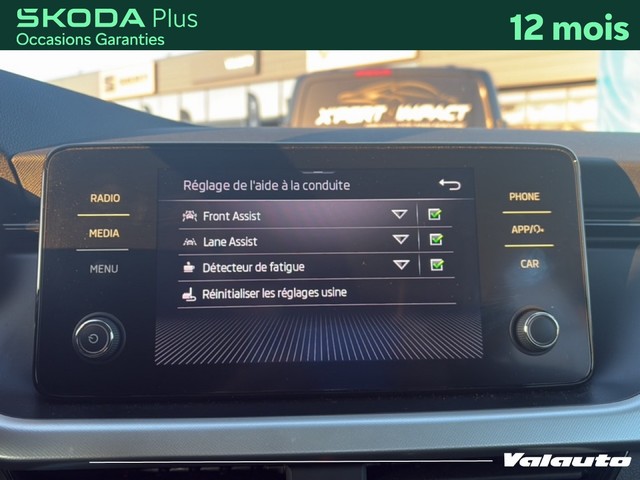 ŠKODA Plus
Occasions Garanties
12 mois
XPERT IMPACT
Réglage de l'aide à la conduite
RADIO
MEDIA
MENU
Front Assist
Lane Assist
Détecteur de fatigue
Réinitialiser les réglages usine
PHONE
APP/
CAR
Valauto